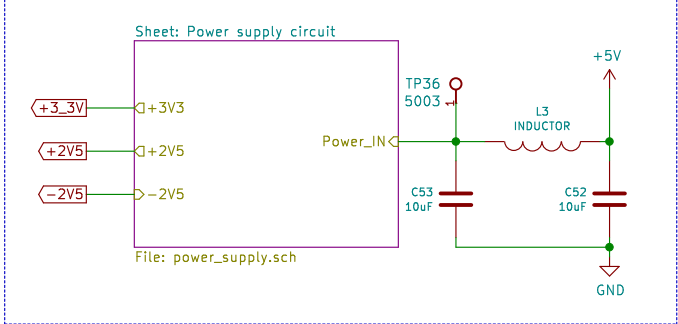 Sheet: Power supply circuit
+5V
TP36
5003
1
L3
INDUCTOR
+3_3V
+3V3
Power_IN
+2V5
+2V5
-2V5
-2V5
C53
10uF
C52
10uF
File: power_supply.sch
GND